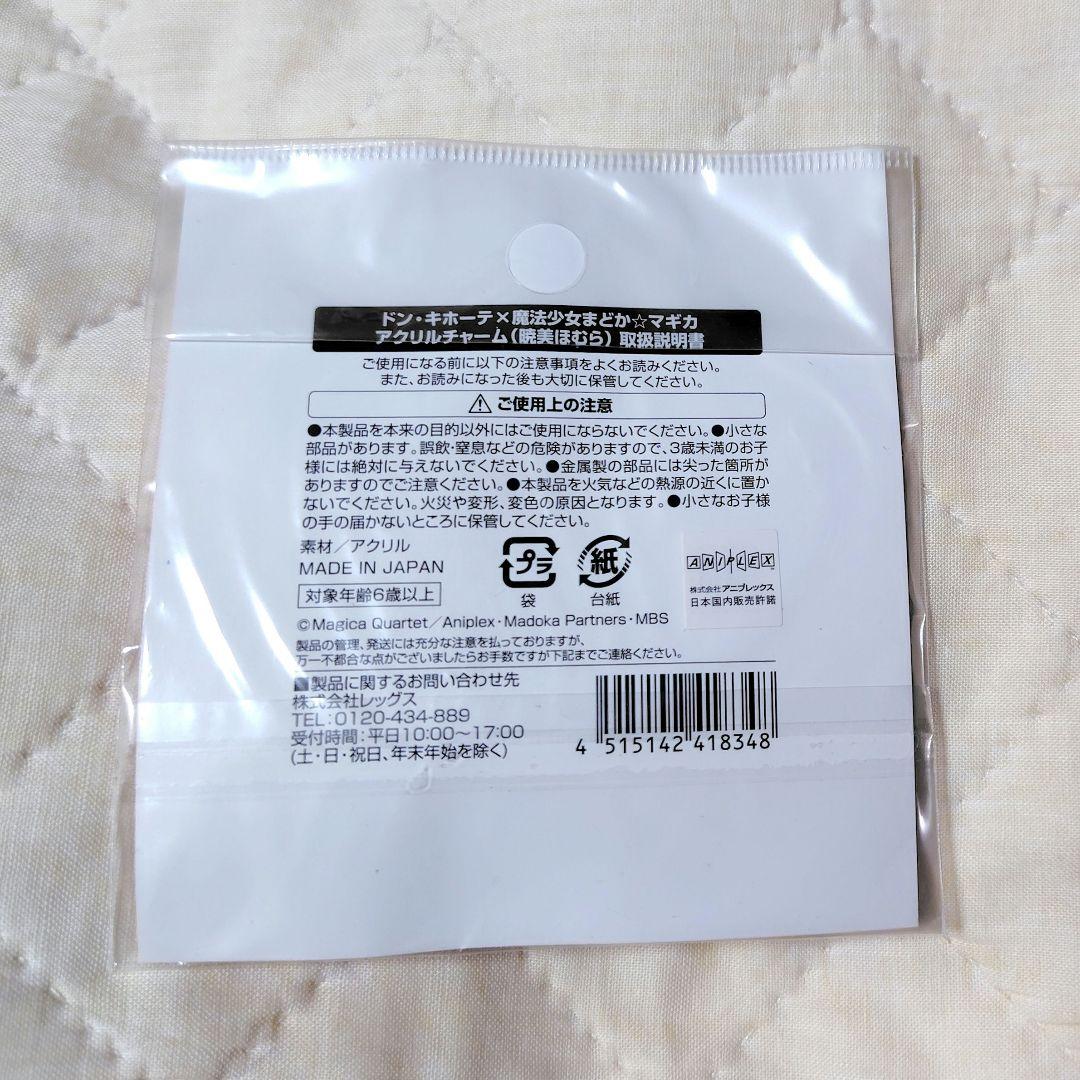 ドン・キホーテ×魔法少女まどか☆マギカ
アクリルチャーム(暁美ほむら) 取扱説明書
ご使用になる前に以下の注意事項をよくお読みください。
また、お読みになった後も大切に保管してください。
⚠ ご使用上の注意
●本製品を本来の目的以外にはご使用にならないでください。●小さな
部品があります。誤飲・窒息などの危険がありますので、3歳未満のお子
様には絶対に与えないでください。●金属製の部品には尖った箇所が
ありますのでご注意ください。●本製品を火気などの熱源の近くに置か
ないでください。火災や変形、変色の原因となります。●小さなお子様
の手の届かないところに保管してください。
素材/アクリル
MADE IN JAPAN
対象年齢6歳以上
プラ
袋
紙
台紙
ANIPLEX
株式会社アニプレックス
日本国内販売許諾
©Magica Quartet/Aniplex・Madoka Partners・MBS
製品の管理、発送には充分な注意を払っておりますが、
万一不都合な点がございましたらお手数ですが下記までご連絡ください。
■製品に関するお問い合わせ先
株式会社レッグス
TEL:0120-434-889
受付時間:平日10:00~17:00
(土・日・祝日、年末年始を除く)
4 515142 418348